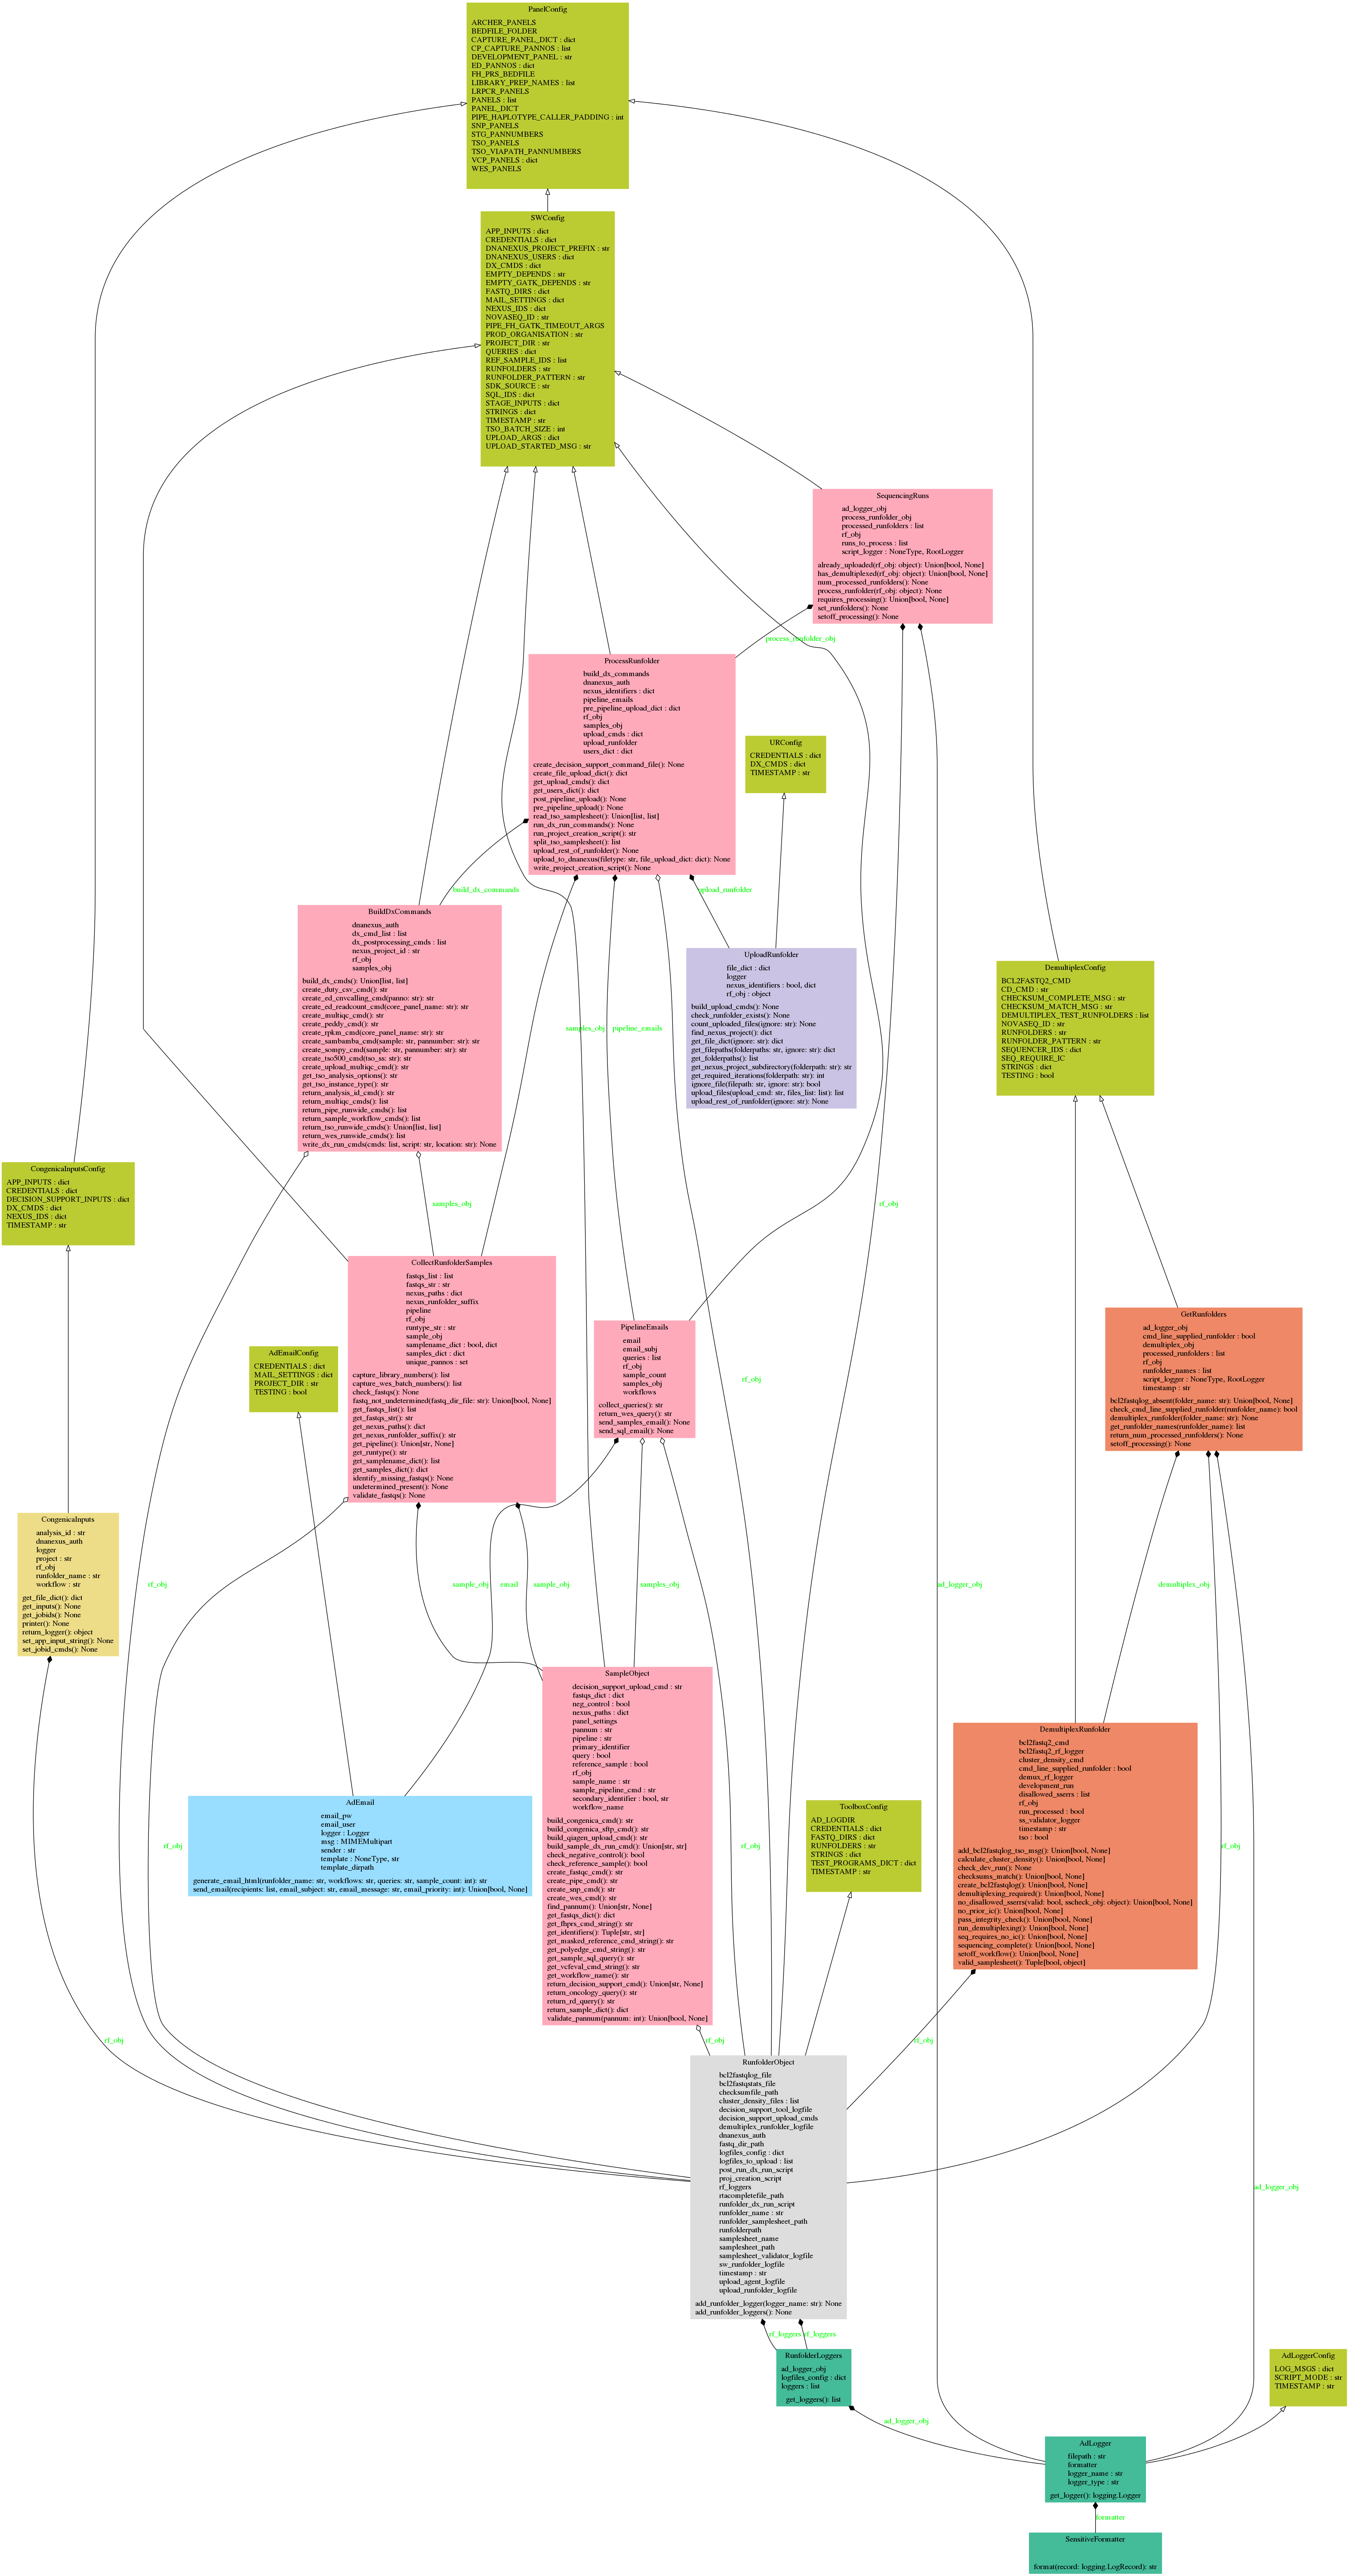 PanelConfig
ARCHER_PANELS
BEDFILE_FOLDER
CAPTURE_PANEL_DICT : dict
CP_CAPTURE_PANNOS : list
DEVELOPMENT_PANEL : str
ED_PANNOS : dict
FH_PRS_BEDFILE
LIBRARY_PREP_NAMES : list
LRPCR_PANELS
PANELS : list
PANEL_DICT
PIPE_HAPLOTYPE_CALLER_PADDING : int
SNP_PANELS
STG_PANNUMBERS
TSO_PANELS
TSO_VIAPATH_PANNUMBERS
VCP_PANELS : dict
WES_PANELS
SWConfig
APP_INPUTS : dict
CREDENTIALS : dict
DNANEXUS_PROJECT_PREFIX : str
DNANEXUS_USERS : dict
DX_CMDS : dict
EMPTY_DEPENDS : str
EMPTY_GATK_DEPENDS : str
FASTQ_DIRS : dict
MAIL_SETTINGS : dict
NEXUS_IDS : dict
NOVASEQ_ID : str
PIPE_FH_GATK_TIMEOUT_ARGS
PROD_ORGANISATION : str
PROJECT_DIR : str
QUERIES : dict
REF_SAMPLE_IDS : list
RUNFOLDERS : str
RUNFOLDER_PATTERN : str
SDK_SOURCE : str
SQL_IDS : dict
STAGE_INPUTS : dict
STRINGS : dict
TIMESTAMP : str
TSO_BATCH_SIZE : int
UPLOAD_ARGS : dict
UPLOAD_STARTED_MSG : str
SequencingRuns
ad_logger_obj
process_runfolder_obj
processed_runfolders : list
rf_obj
runs_to_process : list
script_logger : NoneType, RootLogger
already_uploaded(rf_obj: object): Union[bool, None]
has_demultiplexed(rf_obj: object): Union[bool, None]
num_processed_runfolders(): None
process_runfolder(rf_obj: object): None
requires_processing(): Union[bool, None]
set_runfolders(): None
setoff_processing(): None
process_runfolder_obj
ProcessRunfolder
build_dx_commands
dnanexus_auth
nexus_identifiers : dict
pipeline_emails
pre_pipeline_upload_dict : dict
rf_obj
samples_obj
upload_cmds : dict
upload_runfolder
users_dict : dict
create_decision_support_command_file(): None
create_file_upload_dict(): dict
get_upload_cmds(): dict
get_users_dict(): dict
post_pipeline_upload(): None
pre_pipeline_upload(): None
read_tso_samplesheet(): Union[list, list]
run_dx_run_commands(): None
run_project_creation_script(): str
split_tso_samplesheet(): list
upload_rest_of_runfolder(): None
upload_to_dnanexus(filetype: str, file_upload_dict: dict): None
write_project_creation_script(): None
URConfig
CREDENTIALS : dict
DX_CMDS : dict
TIMESTAMP : str
build_dx_commands
upload_runfolder
BuildDxCommands
dnanexus_auth
dx_cmd_list : list
dx_postprocessing_cmds : list
nexus_project_id : str
rf_obj
samples_obj
build_dx_cmds(): Union[list, list]
create_duty_csv_cmd(): str
create_ed_cnvcalling_cmd(panno: str): str
create_ed_readcount_cmd(core_panel_name: str): str
create_multiqc_cmd(): str
create_peddy_cmd(): str
create_rpkm_cmd(core_panel_name: str): str
create_sambamba_cmd(sample: str, pannumber: str): str
create_sompy_cmd(sample: str, pannumber: str): str
create_tso500_cmd(tso_ss: str): str
create_upload_multiqc_cmd(): str
get_tso_analysis_options(): str
get_tso_instance_type(): str
return_analysis_id_cmd(): str
return_multiqc_cmds(): list
return_pipe_runwide_cmds(): list
return_sample_workflow_cmds(): list
return_tso_runwide_cmds(): Union[list, list]
return_wes_runwide_cmds(): list
write_dx_run_cmds(cmds: list, script: str, location: str): None
samples_obj
pipeline_emails
UploadRunfolder
file_dict : dict
logger
nexus_identifiers : bool, dict
rf_obj : object
build_upload_cmds(): None
check_runfolder_exists(): None
count_uploaded_files(ignore: str): None
find_nexus_project(): dict
get_file_dict(ignore: str): dict
get_filepaths(folderpaths: str, ignore: str): dict
get_folderpaths(): list
get_nexus_project_subdirectory(folderpath: str): str
get_required_iterations(folderpath: str): int
ignore_file(filepath: str, ignore: str): bool
upload_files(upload_cmd: str, files_list: list): list
upload_rest_of_runfolder(ignore: str): None
DemultiplexConfig
BCL2FASTQ2_CMD
CD_CMD : str
CHECKSUM_COMPLETE_MSG : str
CHECKSUM_MATCH_MSG : str
DEMULTIPLEX_TEST_RUNFOLDERS : list
NOVASEQ_ID : str
RUNFOLDERS : str
RUNFOLDER_PATTERN : str
SEQUENCER_IDS : dict
SEQ_REQUIRE_IC
STRINGS : dict
TESTING : bool
CongenicaInputsConfig
APP_INPUTS : dict
CREDENTIALS : dict
DECISION_SUPPORT_INPUTS : dict
DX_CMDS : dict
NEXUS_IDS : dict
TIMESTAMP : str
samples_obj
rf_obj
CollectRunfolderSamples
fastqs_list : list
fastqs_str : str
nexus_paths : dict
nexus_runfolder_suffix
pipeline
rf_obj
runtype_str : str
sample_obj
samplename_dict : bool, dict
samples_dict : dict
unique_pannos : set
capture_library_numbers(): list
capture_wes_batch_numbers(): list
check_fastqs(): None
fastq_not_undetermined(fastq_dir_file: str): Union[bool, None]
get_fastqs_list(): list
get_fastqs_str(): str
get_nexus_paths(): dict
get_nexus_runfolder_suffix(): str
get_pipeline(): Union[str, None]
get_runtype(): str
get_samplename_dict(): list
get_samples_dict(): dict
identify_missing_fastqs(): None
undetermined_present(): None
validate_fastqs(): None
AdEmailConfig
CREDENTIALS : dict
MAIL_SETTINGS : dict
PROJECT_DIR : str
TESTING : bool
PipelineEmails
email
email_subj
queries : list
rf_obj
sample_count
samples_obj
workflows
collect_queries(): str
return_wes_query(): str
send_samples_email(): None
send_sql_email(): None
rf_obj
GetRunfolders
ad_logger_obj
cmd_line_supplied_runfolder : bool
demultiplex_obj
processed_runfolders : list
rf_obj
runfolder_names : list
script_logger : NoneType, RootLogger
timestamp : str
bcl2fastqlog_absent(folder_name: str): Union[bool, None]
check_cmd_line_supplied_runfolder(runfolder_name): bool
demultiplex_runfolder(folder_name: str): None
get_runfolder_names(runfolder_name): list
return_num_processed_runfolders(): None
setoff_processing(): None
CongenicaInputs
analysis_id : str
dnanexus_auth
logger
project : str
rf_obj
runfolder_name : str
workflow : str
get_file_dict(): dict
get_inputs(): None
get_jobids(): None
printer(): None
return_logger(): object
set_app_input_string(): None
set_jobid_cmds(): None
rf_obj
sample_obj
email
sample_obj
samples_obj
ad_logger_obj
demultiplex_obj
SampleObject
decision_support_upload_cmd : str
fastqs_dict : dict
neg_control : bool
nexus_paths : dict
panel_settings
pannum : str
pipeline : str
primary_identifier
query : bool
reference_sample : bool
rf_obj
sample_name : str
sample_pipeline_cmd : str
secondary_identifier : bool, str
workflow_name
build_congenica_cmd(): str
build_congenica_sftp_cmd(): str
build_qiagen_upload_cmd(): str
build_sample_dx_run_cmd(): Union[str, str]
check_negative_control(): bool
check_reference_sample(): bool
create_fastqc_cmd(): str
create_pipe_cmd(): str
create_snp_cmd(): str
create_wes_cmd(): str
find_pannum(): Union[str, None]
get_fastqs_dict(): dict
get_fhprs_cmd_string(): str
get_identifiers(): Tuple[str, str]
get_masked_reference_cmd_string(): str
get_polyedge_cmd_string(): str
get_sample_sql_query(): str
get_vcfeval_cmd_string(): str
get_workflow_name(): str
return_decision_support_cmd(): Union[str, None]
return_oncology_query(): str
return_rd_query(): str
return_sample_dict(): dict
validate_pannum(pannum: int): Union[bool, None]
AdEmail
email_pw
email_user
logger : Logger
msg : MIMEMultipart
sender : str
template : NoneType, str
template_dirpath
generate_email_html(runfolder_name: str, workflows: str, queries: str, sample_count: int): str
send_email(recipients: list, email_subject: str, email_message: str, email_priority: int): Union[bool, None]
ToolboxConfig
AD_LOGDIR
CREDENTIALS : dict
FASTQ_DIRS : dict
RUNFOLDERS : str
STRINGS : dict
TEST_PROGRAMS_DICT : dict
TIMESTAMP : str
DemultiplexRunfolder
bcl2fastq2_cmd
bcl2fastq2_rf_logger
cluster_density_cmd
cmd_line_supplied_runfolder : bool
demux_rf_logger
development_run
disallowed_sserrs : list
rf_obj
run_processed : bool
ss_validator_logger
timestamp : str
tso : bool
add_bcl2fastqlog_tso_msg(): Union[bool, None]
calculate_cluster_density(): Union[bool, None]
check_dev_run(): None
checksums_match(): Union[bool, None]
create_bcl2fastqlog(): Union[bool, None]
demultiplexing_required(): Union[bool, None]
no_disallowed_sserrs(valid: bool, sscheck_obj: object): Union[bool, None]
no_prior_ic(): Union[bool, None]
pass_integrity_check(): Union[bool, None]
run_demultiplexing(): Union[bool, None]
seq_requires_no_ic(): Union[bool, None]
sequencing_complete(): Union[bool, None]
setoff_workflow(): Union[bool, None]
valid_samplesheet(): Tuple[bool, object]
rf_obj
rf_obj
rf_obj
rf_obj
rf_obj
rf_obj
RunfolderObject
bcl2fastqlog_file
bcl2fastqstats_file
checksumfile_path
cluster_density_files : list
decision_support_tool_logfile
decision_support_upload_cmds
demultiplex_runfolder_logfile
dnanexus_auth
fastq_dir_path
logfiles_config : dict
logfiles_to_upload : list
post_run_dx_run_script
proj_creation_script
rf_loggers
rtacompletefile_path
runfolder_dx_run_script
runfolder_name : str
runfolder_samplesheet_path
runfolderpath
samplesheet_name
samplesheet_path
samplesheet_validator_logfile
sw_runfolder_logfile
timestamp : str
upload_agent_logfile
upload_runfolder_logfile
add_runfolder_logger(logger_name: str): None
add_runfolder_loggers(): None
ad_logger_obj
rf_loggers
rf_loggers
RunfolderLoggers
ad_logger_obj
logfiles_config : dict
loggers : list
get_loggers(): list
AdLoggerConfig
LOG_MSGS : dict
SCRIPT_MODE : str
TIMESTAMP : str
ad_logger_obj
AdLogger
filepath : str
formatter
logger_name : str
logger_type : str
get_logger(): logging.Logger
formatter
SensitiveFormatter
format(record: logging.LogRecord): str